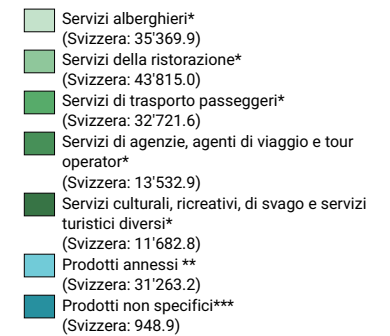 Servizi alberghieri*
(Svizzera: 35'369.9)
Servizi della ristorazione*
(Svizzera: 43'815.0)
Servizi di trasporto passeggeri*
(Svizzera: 32'721.6)
Servizi di agenzie, agenti di viaggio e tour
operator*
(Svizzera: 13'532.9)
Servizi culturali, ricreativi, di svago e servizi
turistici diversi*
(Svizzera: 11'682.8)
Prodotti annessi **
(Svizzera: 31'263.2)
Prodotti non specifici***
(Svizzera: 948.9)